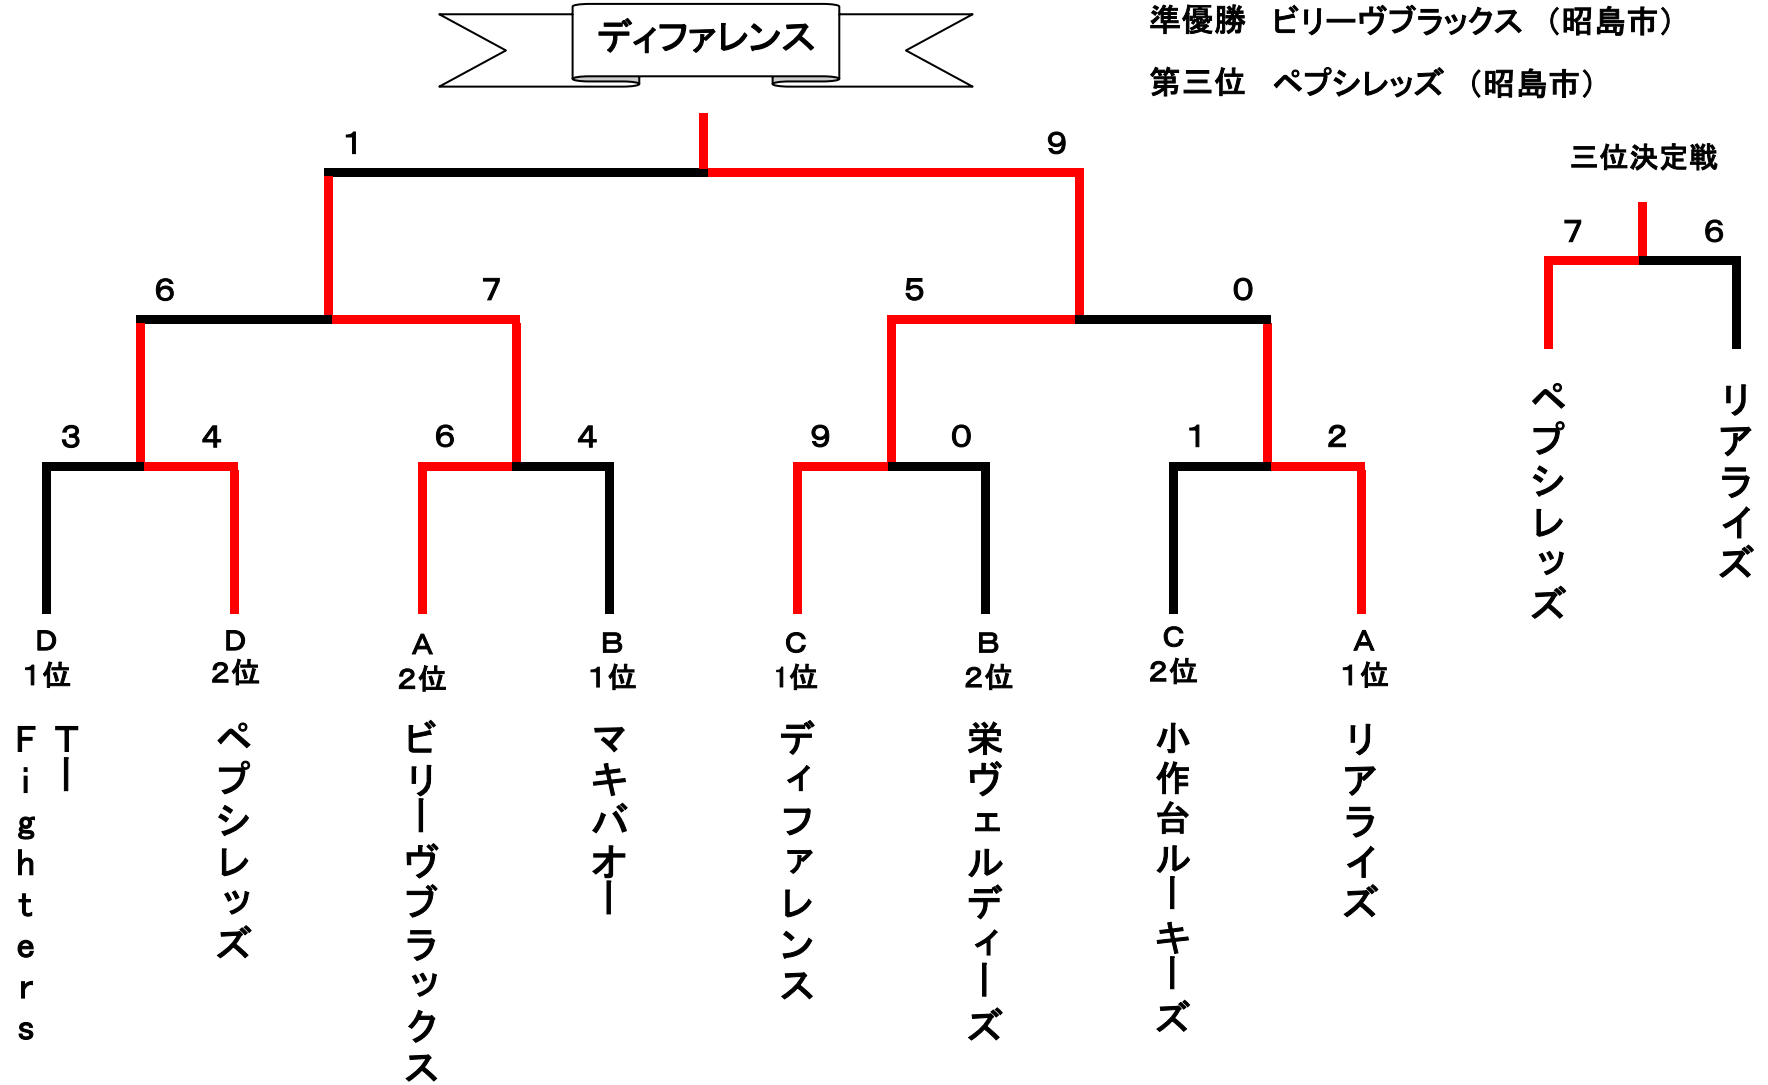 ディファレンス
準優勝 ビリーヴブラックス （昭島市）
第三位 ペプシレッズ （昭島市）
三位決定戦
1 9
7 6
6 7 5 0
3 4 6 4 9 0 1 2
ペプシレッズ
リアライズ
D D A B C B C A
1位 2位 2位 1位 1位 2位 2位 1位
Tー
Fighters
ペプシレッズ
ビリーヴブラックス
マキバオー
ディファレンス
栄ヴェルディーズ
小作台ルーキーズ
リアライズ